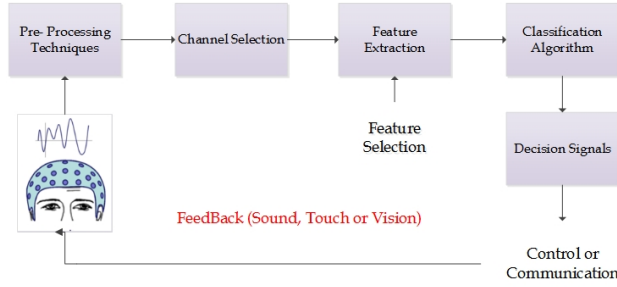 Pre- Processing
Techniques
Channel Selection
Feature
Extraction
Classification
Algorithm
Feature
Selection
Decision Signals
FeedBack (Sound, Touch or Vision)
Control or
Communication